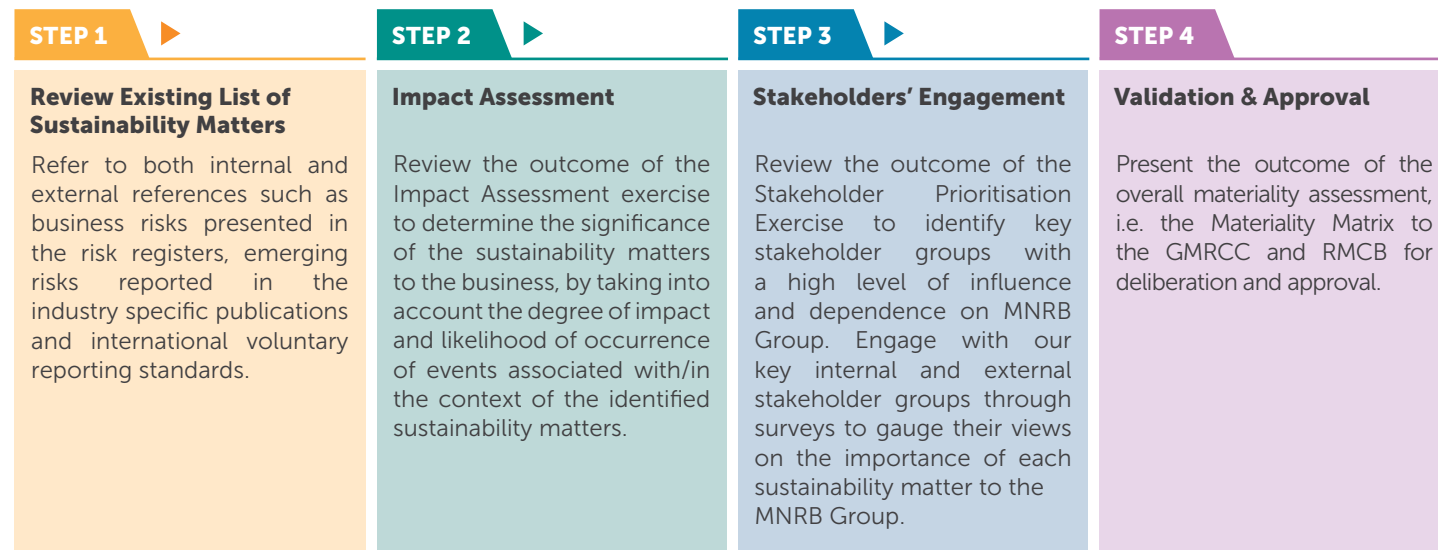 STEP 1
Review Existing List of
Sustainability Matters
Refer to both internal and
external references such as
business risks presented in
the risk registers, emerging
risks reported in the
industry specific publications
and international voluntary
reporting standards.
STEP 2
Impact Assessment
Review the outcome of the
Impact Assessment exercise
to determine the significance
of the sustainability matters
to the business, by taking into
account the degree of impact
and likelihood of occurrence
of events associated with/in
the context of the identified
sustainability matters.
STEP 3
Stakeholders’ Engagement
Review the outcome of the
Stakeholder Prioritisation
Exercise to identify key
stakeholder groups with
a high level of influence
and dependence on MNRB
Group. Engage with our
key internal and external
stakeholder groups through
surveys to gauge their views
on the importance of each
sustainability matter to the
MNRB Group.
STEP 4
Validation & Approval
Present the outcome of the
overall materiality assessment,
i.e. the Materiality Matrix to
the GMRCC and RMCB for
deliberation and approval.